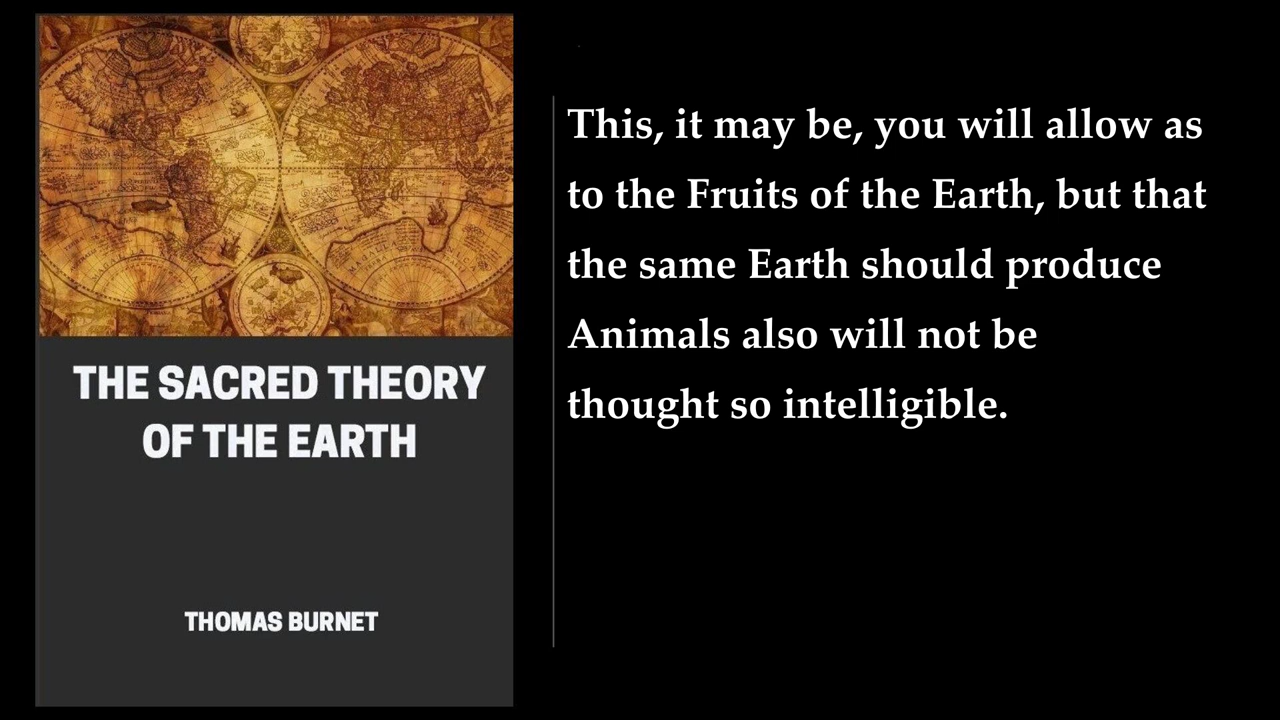 THE SACRED THEORY
OF THE EARTH
THOMAS BURNET
This, it may be, you will allow as
to the Fruits of the Earth, but that
the same Earth should produce
Animals also will not be
thought so intelligible.